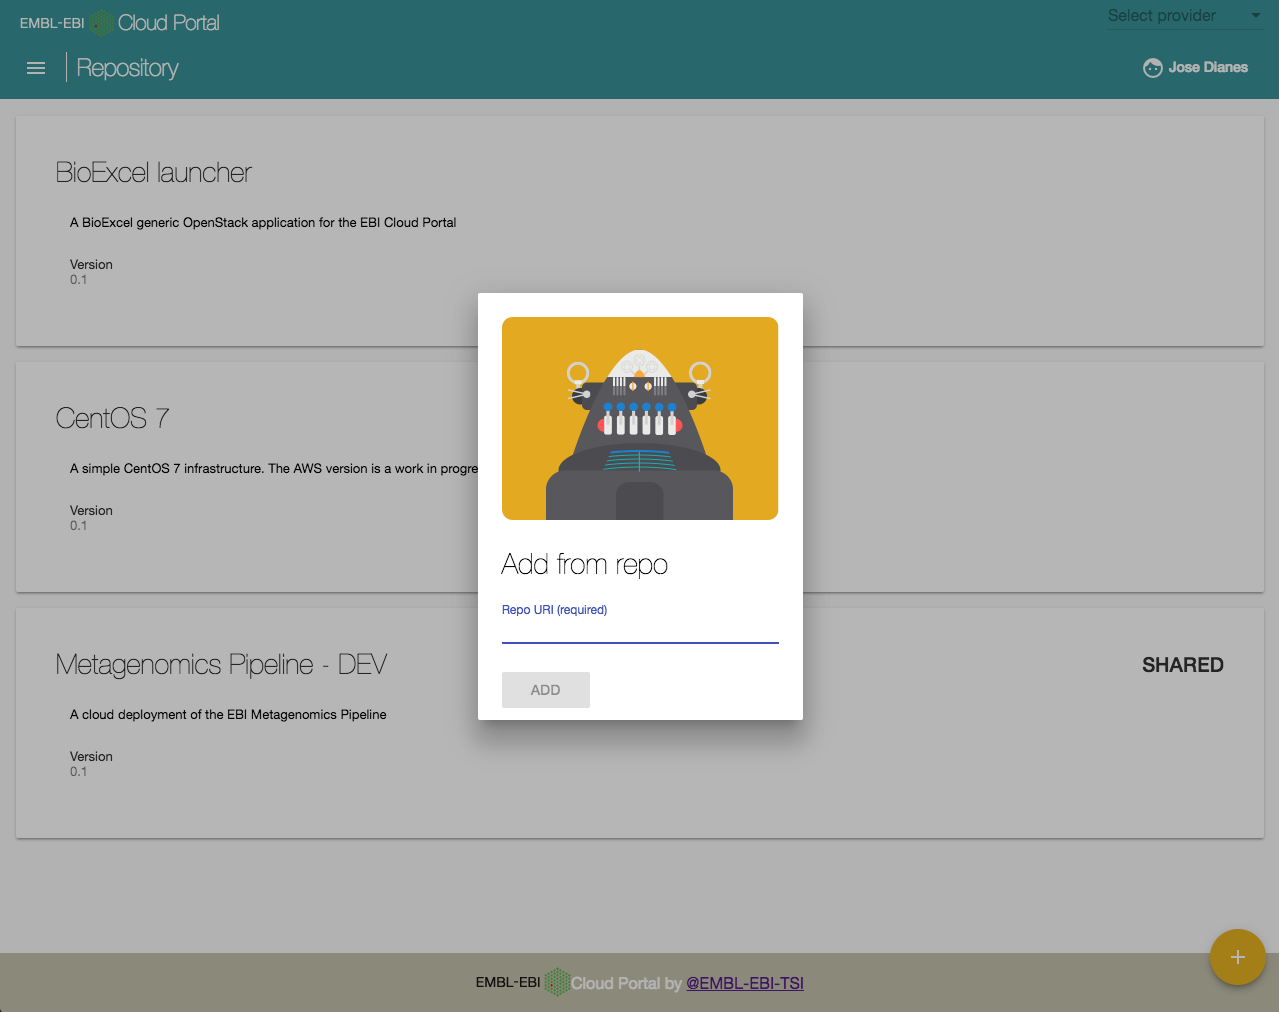 EMBL-EBI Cloud Portal
Select provider
Repository
Jose Dianes
BioExcel launcher
A BioExcel generic OpenStack application for the EBI Cloud Portal
Version
0.1
CentOS 7
A simple CentOS 7 infrastructure. The AWS version is a work in progre
Version
0.1
Add from repo
Repo URI (required)
ADD
Metagenomics Pipeline - DEV
SHARED
A cloud deployment of the EBI Metagenomics Pipeline
Version
0.1
EMBL-EBI Cloud Portal by @EMBL-EBI-TSI